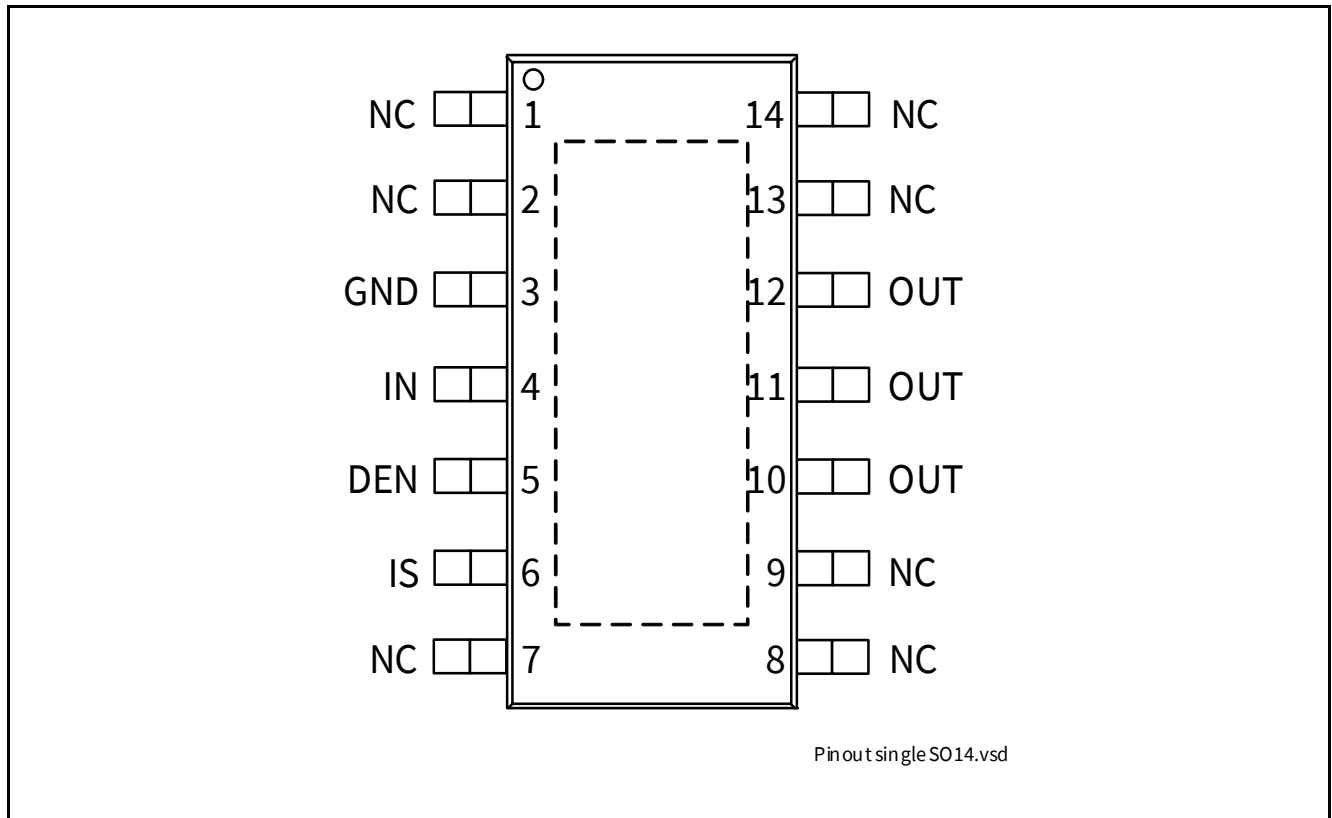 NC 1 14 NC
NC 2 13 NC
GND 3 12 OUT
IN 4 11 OUT
DEN 5 10 OUT
IS 6 9 NC
NC 7 8 NC
Pinout single SO14.vsd